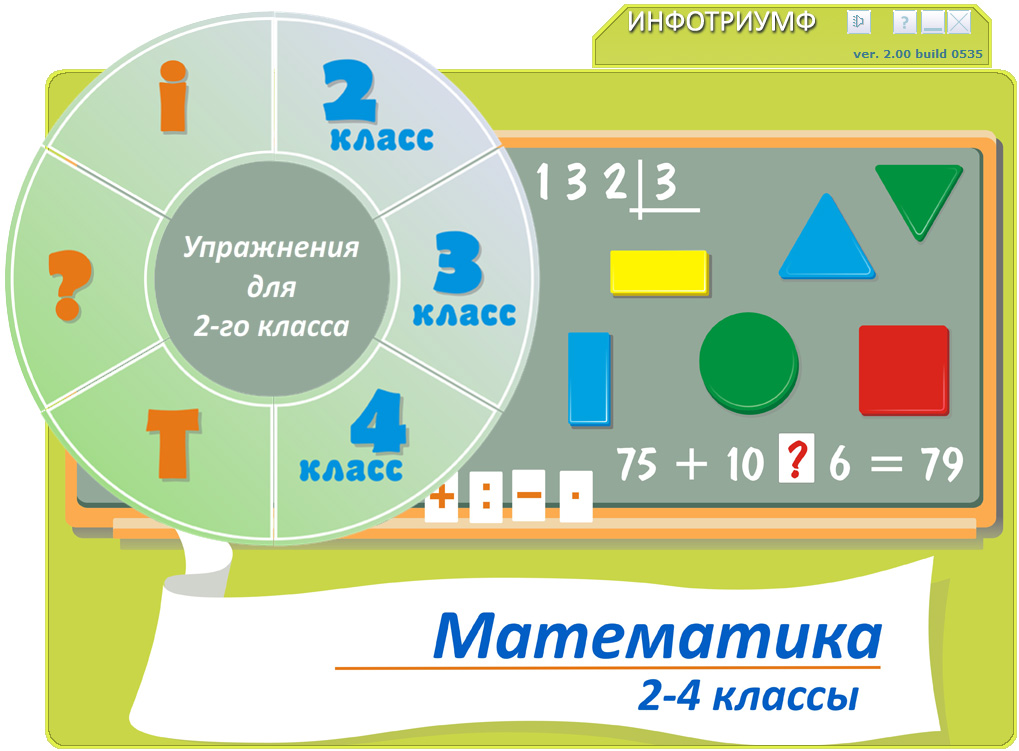 ИНФОТРИУМФ
?
ver. 2.00 build 0535
i
2
класс
1 3 2 3
?
Упражнения
для
2-го класса
3
класс
T
4
класс
75 + 10 ? 6 = 79
+ : − ·
Математика
2-4 классы